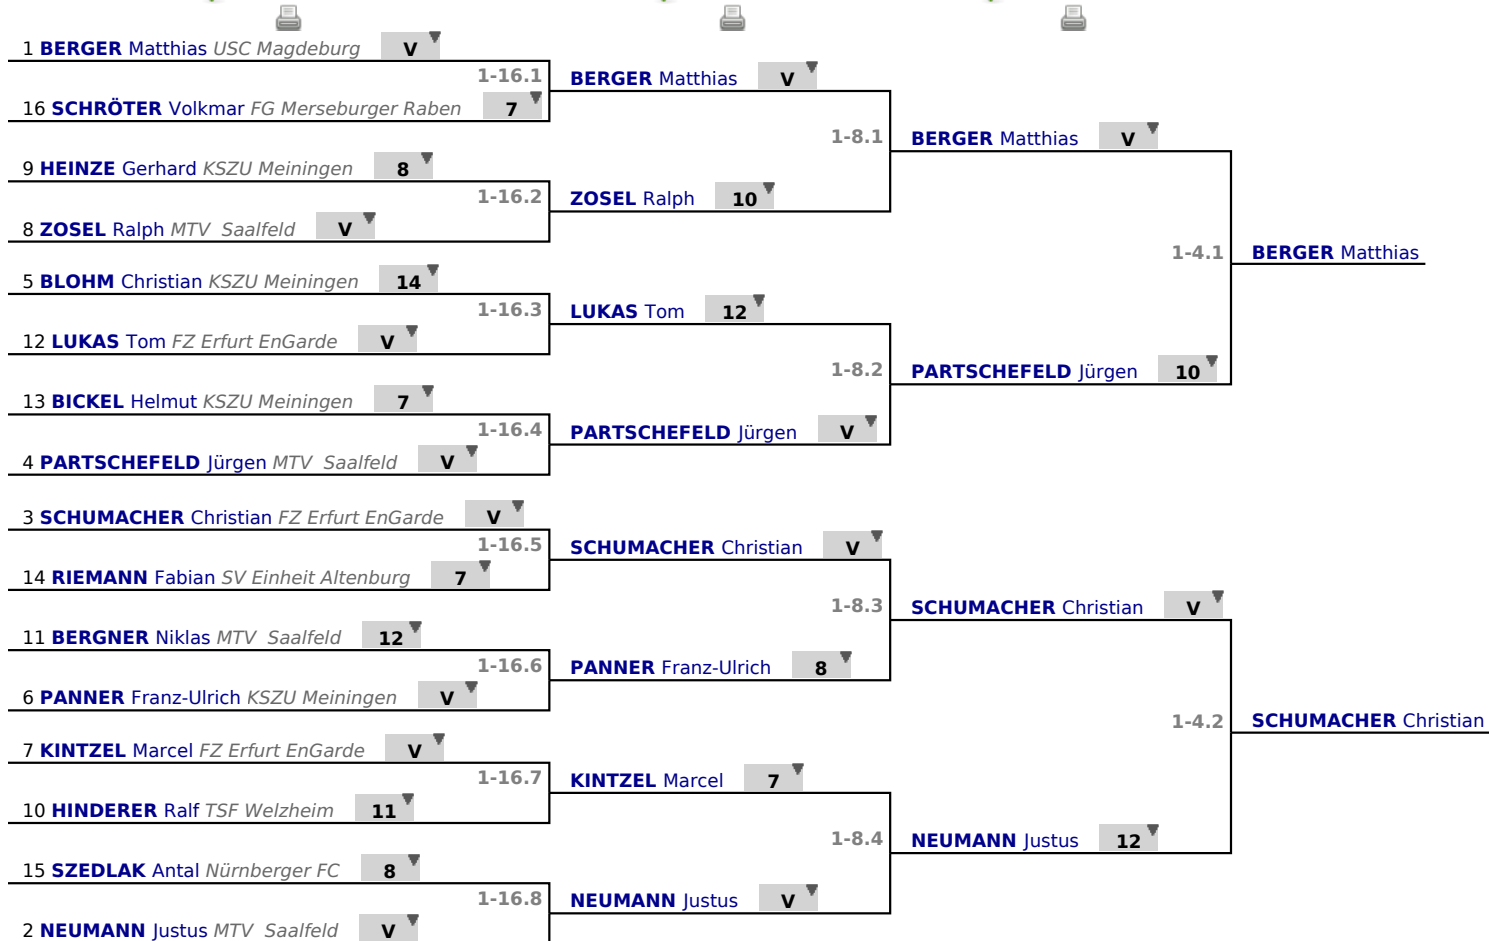 1 BERGER Matthias USC Magdeburg V
1-16.1
16 SCHRÖTER Volkmar FG Merseburger Raben 7
9 HEINZE Gerhard KSZU Meiningen 8
1-16.2
8 ZOSEL Ralph MTV Saalfeld V
5 BLOHM Christian KSZU Meiningen 14
1-16.3
12 LUKAS Tom FZ Erfurt EnGarde V
13 BICKEL Helmut KSZU Meiningen 7
1-16.4
4 PARTSCHEFELD Jürgen MTV Saalfeld V
3 SCHUMACHER Christian FZ Erfurt EnGarde V
1-16.5
14 RIEMANN Fabian SV Einheit Altenburg 7
11 BERGNER Niklas MTV Saalfeld 12
1-16.6
6 PANNER Franz-Ulrich KSZU Meiningen V
7 KINTZEL Marcel FZ Erfurt EnGarde V
1-16.7
10 HINDERER Ralf TSF Welzheim 11
15 SZEDLAK Antal Nürnberger FC 8
1-16.8
2 NEUMANN Justus MTV Saalfeld V
BERGER Matthias V
1-8.1
ZOSEL Ralph 10
LUKAS Tom 12
1-8.2
PARTSCHEFELD Jürgen V
SCHUMACHER Christian V
1-8.3
PANNER Franz-Ulrich 8
KINTZEL Marcel 7
1-8.4
NEUMANN Justus V
BERGER Matthias V
1-4.1
PARTSCHEFELD Jürgen 10
SCHUMACHER Christian V
1-4.2
NEUMANN Justus 12
BERGER Matthias
SCHUMACHER Christian